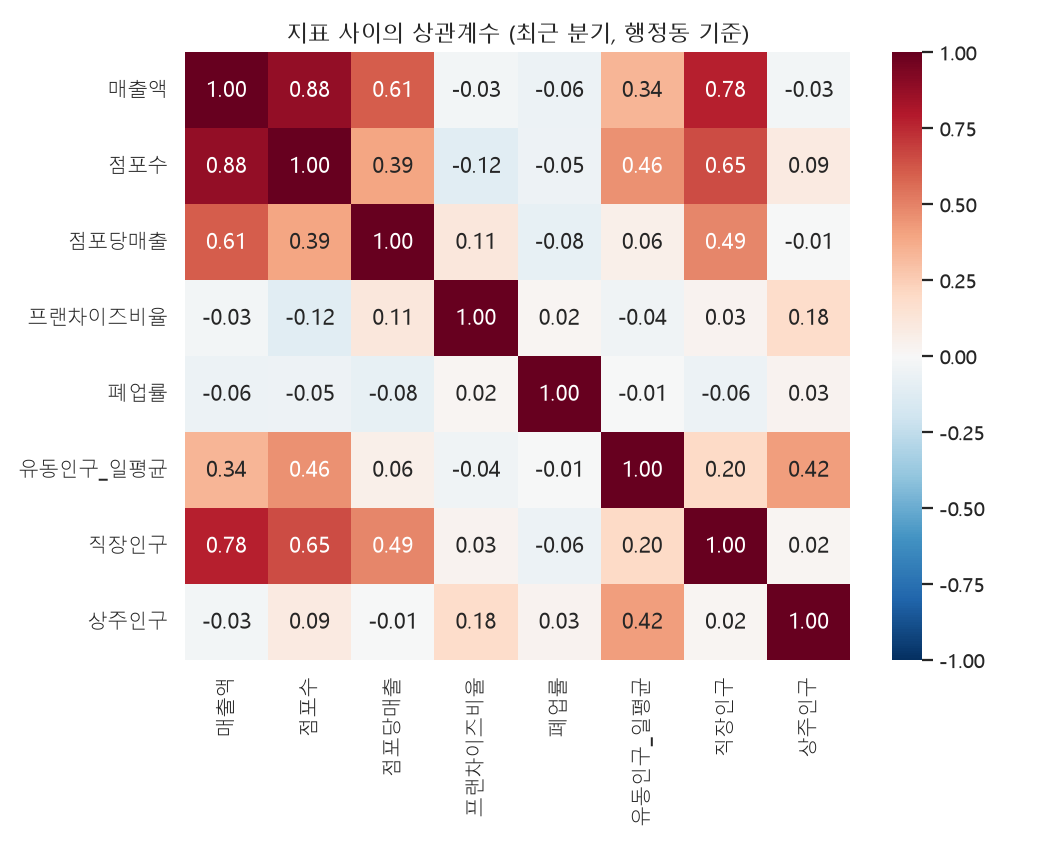 지표 사이의 상관계수 (최근 분기, 행정동 기준)
매출액 1.00 0.88 0.61 -0.03 -0.06 0.34 0.78 -0.03
점포수 0.88 1.00 0.39 -0.12 -0.05 0.46 0.65 0.09
점포당매출 0.61 0.39 1.00 0.11 -0.08 0.06 0.49 -0.01
프랜차이즈비율 -0.03 -0.12 0.11 1.00 0.02 -0.04 0.03 0.18
폐업률 -0.06 -0.05 -0.08 0.02 1.00 -0.01 -0.06 0.03
유동인구_일평균 0.34 0.46 0.06 -0.04 -0.01 1.00 0.20 0.42
직장인구 0.78 0.65 0.49 0.03 -0.06 0.20 1.00 0.02
상주인구 -0.03 0.09 -0.01 0.18 0.03 0.42 0.02 1.00
매출액
점포수
점포당매출
프랜차이즈비율
폐업률
유동인구_일평균
직장인구
상주인구
1.00
0.75
0.50
0.25
0.00
-0.25
-0.50
-0.75
-1.00